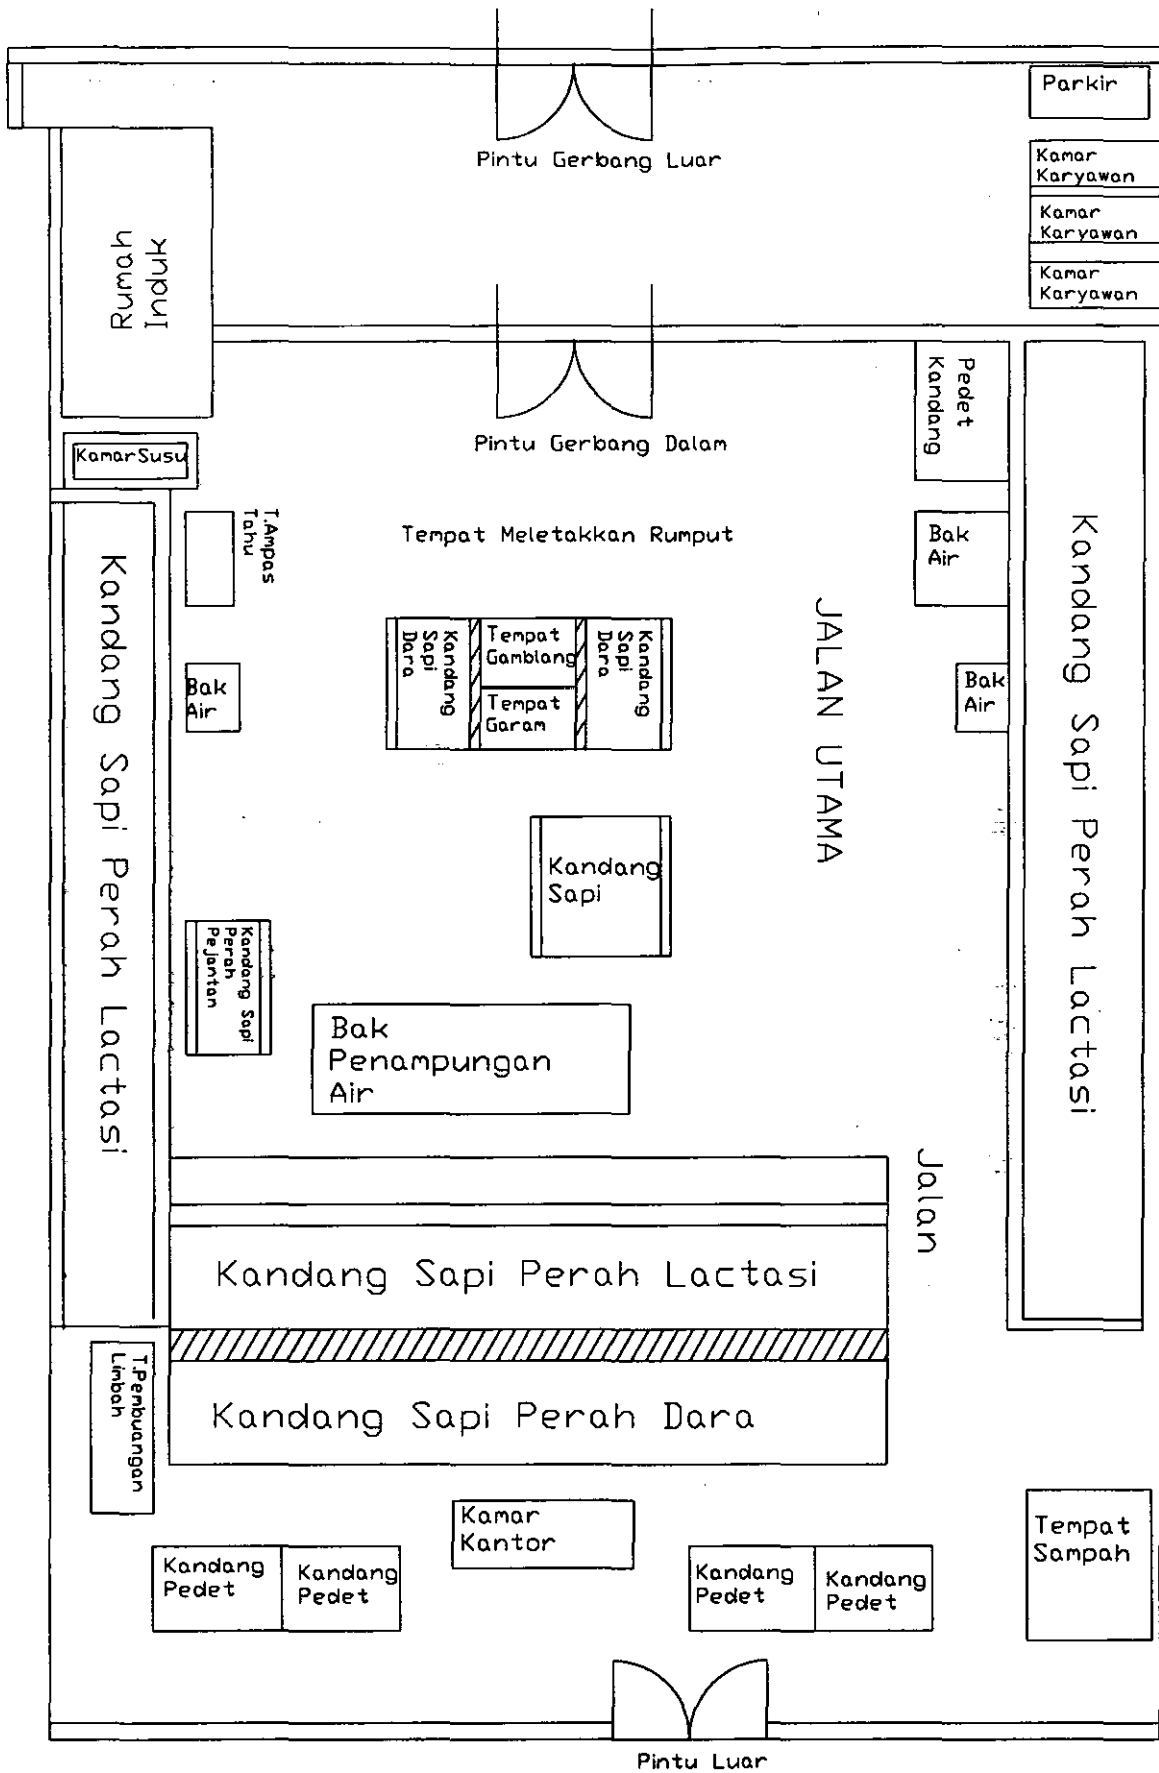 Parkir
Pintu Gerbang Luar
Kamar
Karyawan
Kamar
Karyawan
Kamar
Karyawan
Rumah
Induk
Pedet
Kandang
Pintu Gerbang Dalam
KamarSusu
T.Ampas
Tahu
Tempat Meletakkan Rumput
Bak
Air
Kandang Sapi Perah Lactasi
Kandang Sapi Perah Lactasi
JALAN UTAMA
Kandang
Sapi
Dara
Tempat
Gamblang
Tempat
Garam
Kandang
Sapi
Dara
Bak
Air
Bak
Air
Kandang
Sapi
Kandang Sapi
Perah
Pejantan
Bak
Penampungan
Air
Jalan
Kandang Sapi Perah Lactasi
Kandang Sapi Perah Dara
T.Pembuangan
Limbah
Kamar
Kantor
Tempat
Sampah
Kandang
Pedet
Kandang
Pedet
Kandang
Pedet
Kandang
Pedet
Pintu Luar